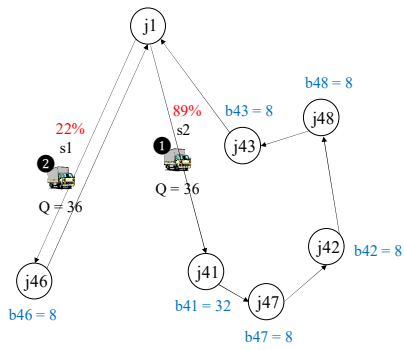 j1
b48 = 8
22%
89%
b43 = 8
j48
s1
s2
j43
2
1
Q = 36
Q = 36
j46
j41
j42
b42 = 8
b46 = 8
b41 = 32
j47
b47 = 8